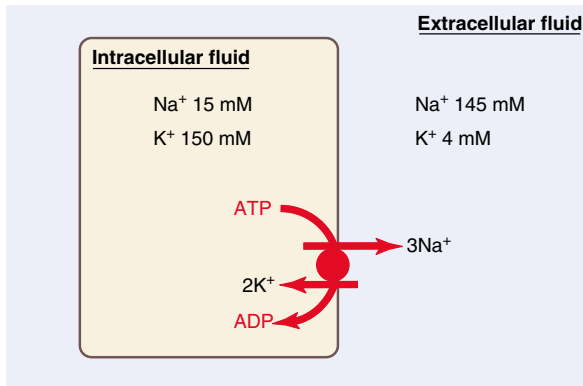 Extracellular fluid
Intracellular fluid
Na⁺ 15 mM
K⁺ 150 mM
Na⁺ 145 mM
K⁺ 4 mM
ATP
3Na⁺
2K⁺
ADP